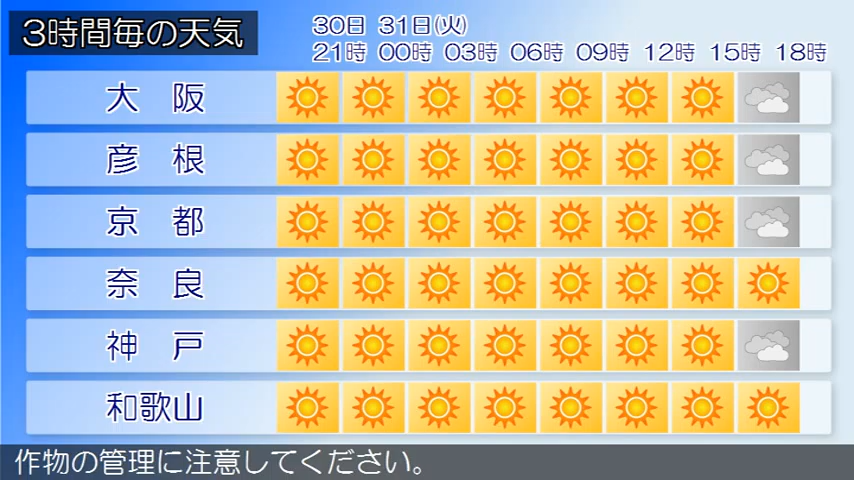 3時間毎の天気
30日 31日(火)
21時 00時 03時 06時 09時 12時 15時 18時
大阪
彦根
京都
奈良
神戸
和歌山
作物の管理に注意してください。